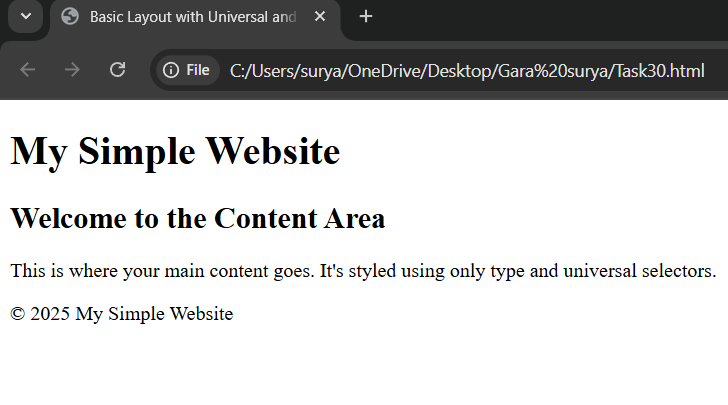 Basic Layout with Universal and
File
C:/Users/surya/OneDrive/Desktop/Gara%20surya/Task30.html
My Simple Website
Welcome to the Content Area
This is where your main content goes. It's styled using only type and universal selectors.
© 2025 My Simple Website